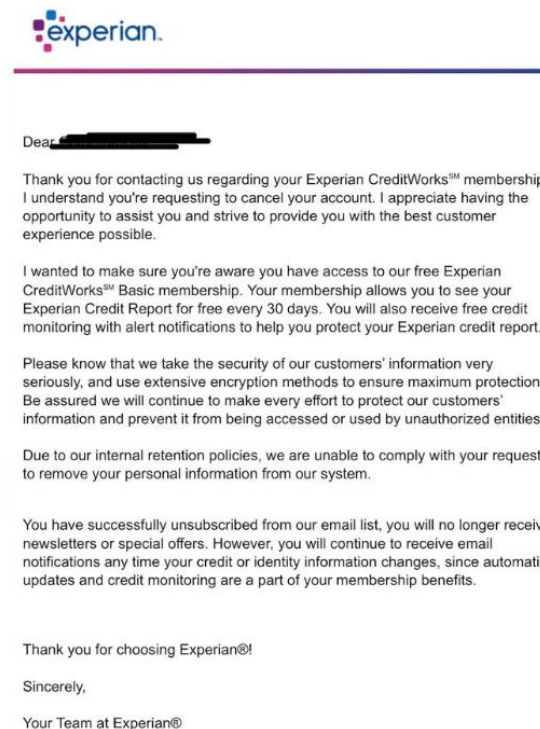 experian™
Dear
Thank you for contacting us regarding your Experian CreditWorks℠ membership
I understand you're requesting to cancel your account. I appreciate having the
opportunity to assist you and strive to provide you with the best customer
experience possible.
I wanted to make sure you're aware you have access to our free Experian
CreditWorks℠ Basic membership. Your membership allows you to see your
Experian Credit Report for free every 30 days. You will also receive free credit
monitoring with alert notifications to help you protect your Experian credit report.
Please know that we take the security of our customers' information very
seriously, and use extensive encryption methods to ensure maximum protection
Be assured we will continue to make every effort to protect our customers'
information and prevent it from being accessed or used by unauthorized entities
Due to our internal retention policies, we are unable to comply with your request
to remove your personal information from our system.
You have successfully unsubscribed from our email list, you will no longer receiv
newsletters or special offers. However, you will continue to receive email
notifications any time your credit or identity information changes, since automati
updates and credit monitoring are a part of your membership benefits.
Thank you for choosing Experian®!
Sincerely,
Your Team at Experian®